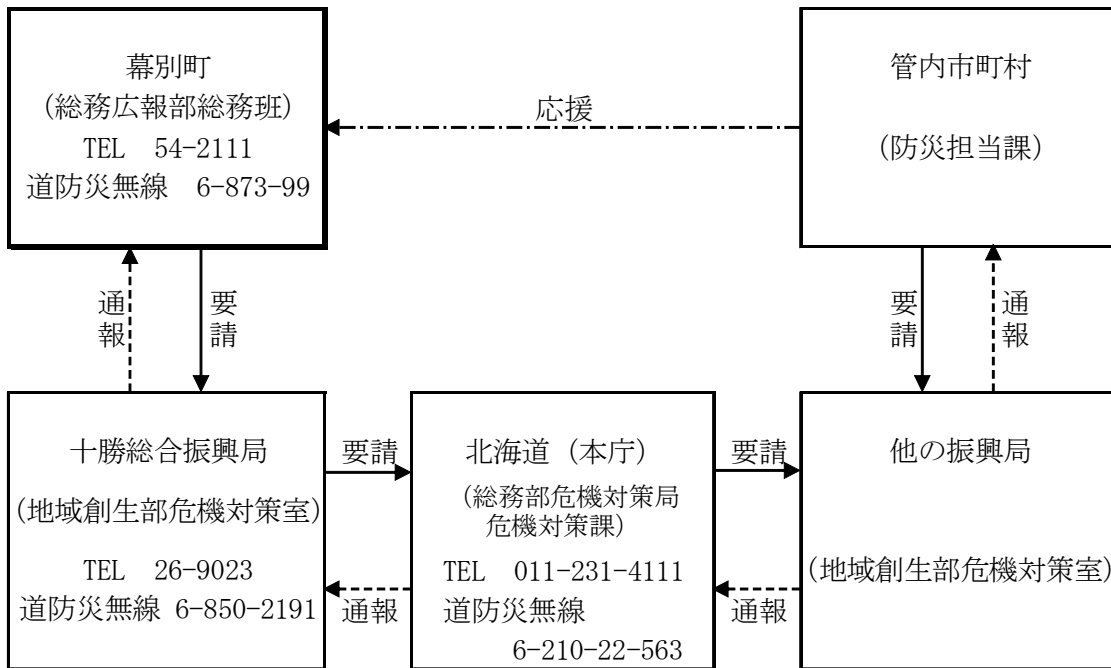 幕別町
(総務広報部総務班)
TEL 54-2111
道防災無線 6-873-99
応援
管内市町村
(防災担当課)
通報
要請
要請
通報
十勝総合振興局
(地域創生部危機対策室)
TEL 26-9023
道防災無線 6-850-2191
要請
通報
北海道（本庁）
(総務部危機対策局
危機対策課)
TEL 011-231-4111
道防災無線
6-210-22-563
要請
通報
他の振興局
(地域創生部危機対策室)